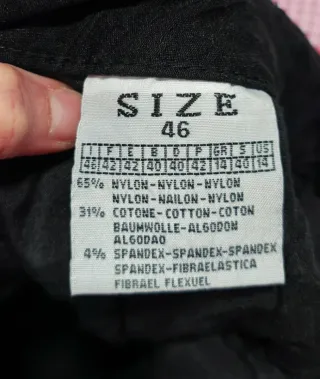 SIZE
46
I F E B D P GR S US
46 42 42 40 40 42 14 40 14
65% NYLON-NYLON-NYLON
NYLON-NAILON-NYLON
31% COTONE-COTTON-COTON
BAUMWOLLE-ALGODON
ALGODAO
4% SPANDEX-SPANDEX-SPANDEX
SPANDEX-FIBRAELASTICA
FIBRAEL FLEXUEL